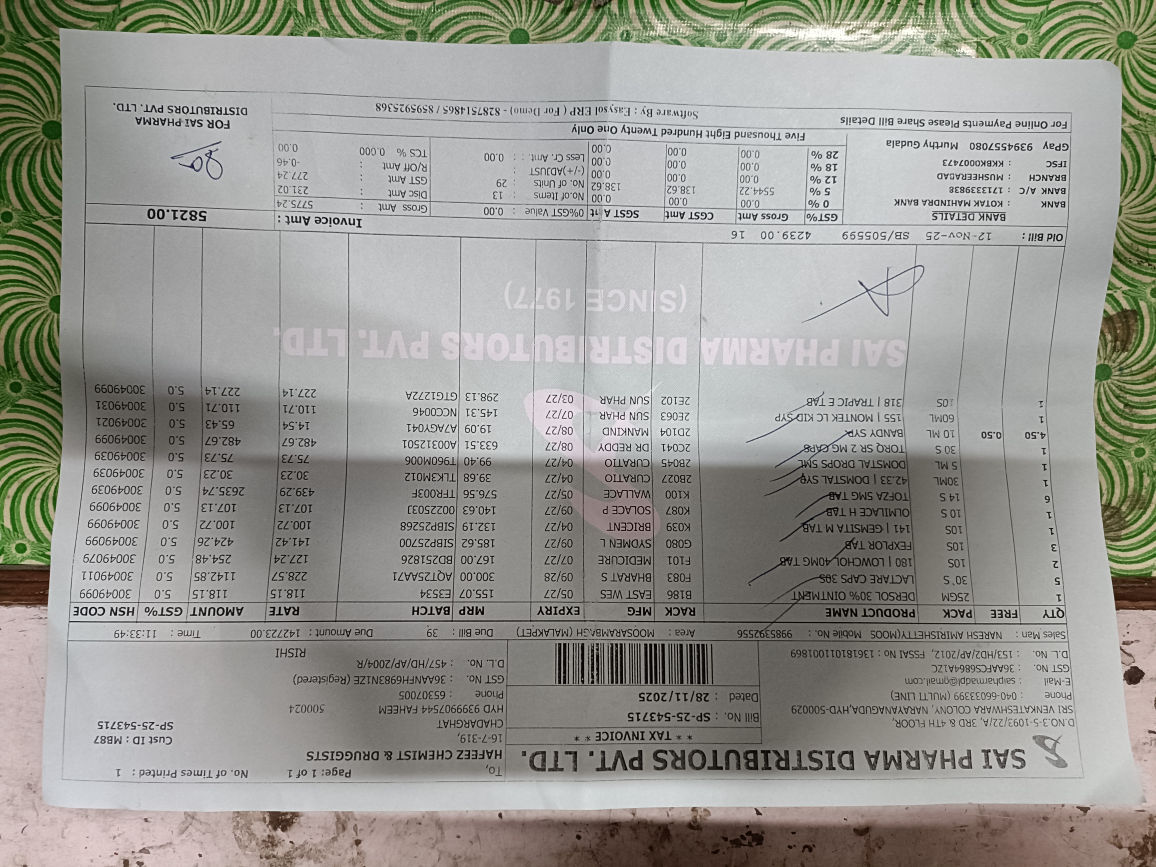 SAI PHARMA DISTRIBUTORS PVT. LTD.
D.NO.3-5-1093/22/A, 3RD & 4TH FLOOR,
SRI VENKATESHWARA COLONY, NARAYANAGUDA,HYD-500029
Phone : 040-66033399 (MULTI LINE)
E-Mail : saipharmadpl@gmail.com
GST No. : 36AAFCS8644H1ZC
D.L. No. : 153/HD2/AP/2012, FSSAI No : 13618101001869
* * TAX INVOICE * *
Bill No. : SP-25-543715
Dated : 28/11/2025
To,
Page: 1 of 1 No. of Times Printed : 1
HAFEEZ CHEMIST & DRUGGISTS
16-7-319, Cust ID : MB87
CHADARGHAT, SP-25-543715
HYD 9390907544 FAHEEM 500024
Phone : 65307005
GST No. : 36AANFH6983N1ZE (Registered)
D.L. No. : 457/HD/AP/2004/R
RISHI
Sales Man : NARESH AMIRISHETTY(MOOS Mobile No. : 9985392556 Area : MOOSARAMBAGH (MALAKPET) Due Bill : 39 Due Amount : 142723.00 Time : 11:33:49
QTY FREE PACK PRODUCT NAME RACK MFG EXPIRY MRP BATCH RATE AMOUNT GST% HSN CODE
1 25GM DERSOL 30% OINTMENT B186 EAST WES 05/27 155.07 E3E534 118.15 118.15 5.0 30049099
5 30'S LACTARE CAPS 30S F083 BHARAT S 09/28 300.00 AQT25AA71 228.57 1142.85 5.0 30049011
2 10S 180 | LOWCHOL 40MG TAB F101 MEDICURE 07/27 167.00 BDZ51826 127.24 254.48 5.0 30049079
3 10S FEXPLOR TAB G080 SYDMEN L 09/27 185.62 SIBP25700 141.42 424.26 5.0 30049099
1 10S 141 | GEMSITA M TAB K039 BRICENT 04/27 132.19 SIBP25B268 100.72 100.72 5.0 30049099
1 10 S OLMILACE H TAB K087 SOLACE P 09/27 140.63 0022503J 107.13 107.13 5.0 30049099
6 14 S TOFZA 5MG TAB K100 WALLACE 05/27 576.56 TFTR003F 439.29 2635.74 5.0 30049039
1 30ML 42.33 | DOMSTAL SYP 2B027 CURATIO 04/27 39.68 TLK3M012 30.23 30.23 5.0 30049039
1 5 ML DOMSTAL DROPS 5ML 2B045 CURATIO 04/27 99.40 T960M006 75.73 75.73 5.0 30049039
1 30 S TORQ SR 2 MG CAPS 2C041 DR REDDY 08/27 633.51 A03002501 482.67 482.67 5.0 30049099
4.50 0.50 10 ML BANDY SYP 2D104 MANKIND 08/27 19.09 A7AGY041 14.54 65.43 5.0 30049021
1 60ML 155 | MONTEK LC KID SYP 2E063 SUN PHAR 07/27 145.31 NCC0046 110.71 110.71 5.0 30049031
1 10S 318 | TRAPIC E TAB 2E102 SUN PHAR 03/27 298.13 GTG1272A 227.14 227.14 5.0 30049099
SAI PHARMA DISTRIBUTORS PVT. LTD.
(SINCE 1977)
Old Bill : 12-Nov-25 SB/505599 4239.00 16
BANK DETAILS
BANK : KOTAK MAHINDRA BANK
BANK A/C : 1713339838
BRANCH : MUSHEERABAD
IFSC : KKBK0007473
GPay 9394557080 Murthy Gudala
For Online Payments Please Share Bill Details
GST% Gross Amt CGST Amt SGST Amt
0 % 0.00 0.00 0.00
5 % 5544.22 138.62 138.62
12 % 0.00 0.00 0.00
18 % 0.00 0.00 0.00
28 % 0.00 0.00 0.00
0%GST Value : 0.00
No.of Items : 13
No. of Units : 29
(-/+)ADJUST :
Less Cr. Amt. : 0.00
Invoice Amt : 5821.00
Gross Amt : 5775.24
Disc Amt : 231.02
GST Amt : 277.24
R/Off Amt : -0.46
TCS % 0.000 : 0.00
Five Thousand Eight Hundred Twenty One Only
Software By : Easysol ERP ( For Demo) - 8287514865 / 8595925368
FOR SAI PHARMA
DISTRIBUTORS PVT. LTD.